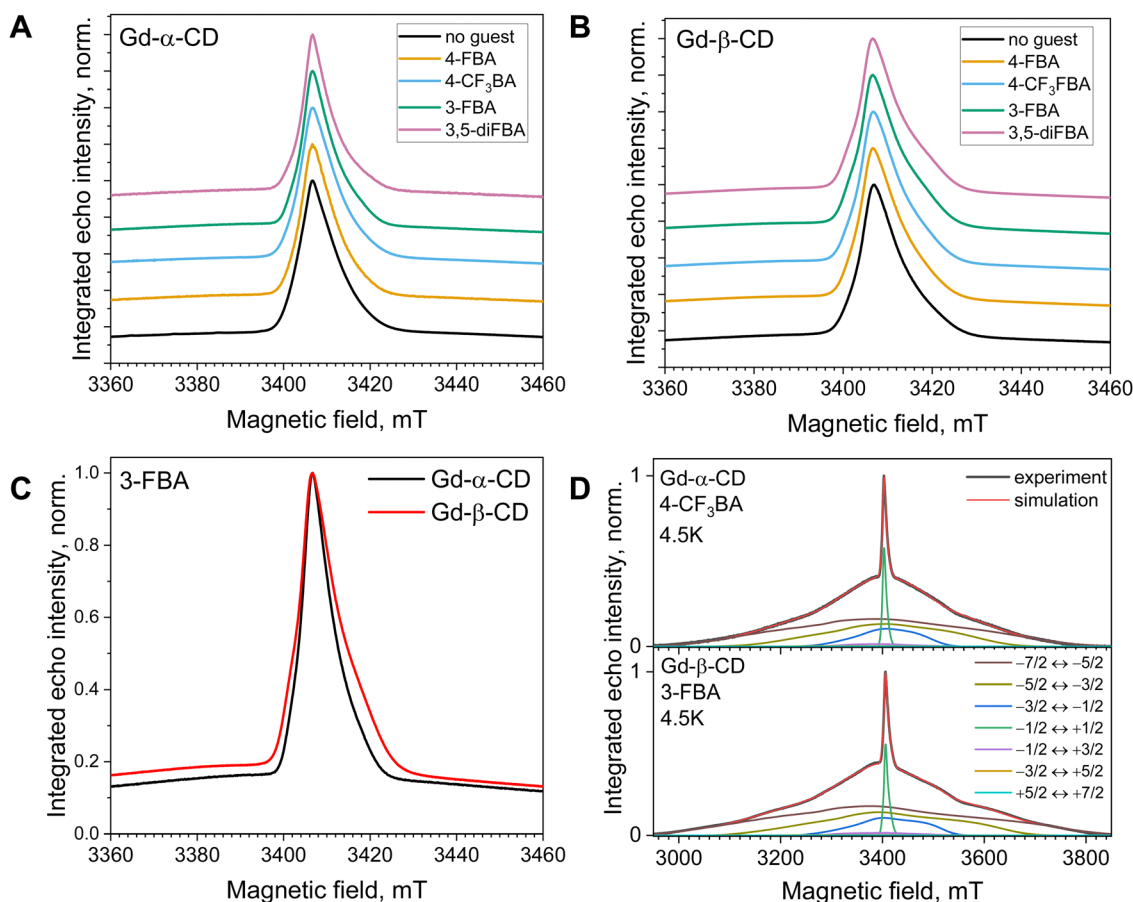 A
Gd-α-CD
no guest
4-FBA
4-CF₃BA
3-FBA
3,5-diFBA
Integrated echo intensity, norm.
3360 3380 3400 3420 3440 3460
Magnetic field, mT
B
Gd-β-CD
no guest
4-FBA
4-CF₃FBA
3-FBA
3,5-diFBA
Integrated echo intensity, norm.
3360 3380 3400 3420 3440 3460
Magnetic field, mT
C
3-FBA
Gd-α-CD
Gd-β-CD
Integrated echo intensity, norm.
1.0
0.8
0.6
0.4
0.2
0.0
3360 3380 3400 3420 3440 3460
Magnetic field, mT
D
Gd-α-CD
4-CF₃BA
4.5K
experiment
simulation
Integrated echo intensity, norm.
1
0
Gd-β-CD
3-FBA
4.5K
−7/2 ↔ −5/2
−5/2 ↔ −3/2
−3/2 ↔ −1/2
−1/2 ↔ +1/2
−1/2 ↔ +3/2
−3/2 ↔ +5/2
+5/2 ↔ +7/2
1
0
3000 3200 3400 3600 3800
Magnetic field, mT